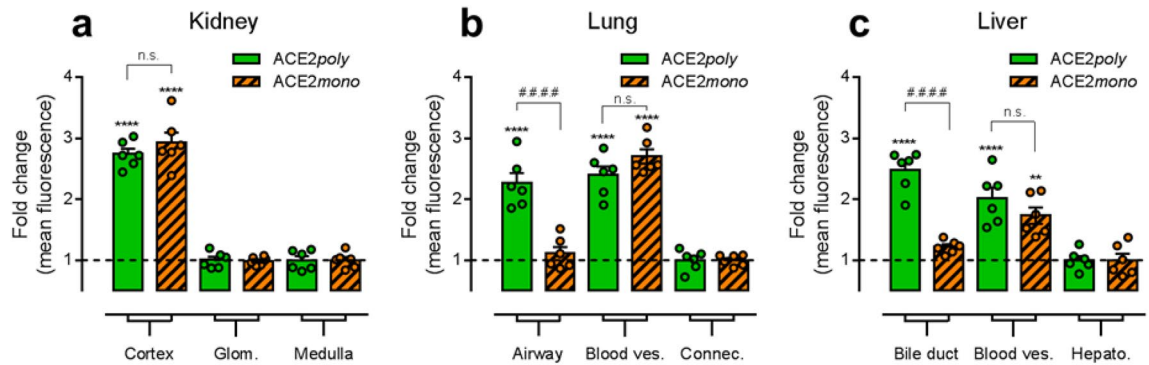 a Kidney
ACE2poly
ACE2mono
n.s.
**** ****
4
3
2
1
Fold change
(mean fluorescence)
Cortex Glom. Medulla
b Lung
ACE2poly
ACE2mono
####
n.s.
**** **** ****
4
3
2
1
Fold change
(mean fluorescence)
Airway Blood ves. Connec.
c Liver
ACE2poly
ACE2mono
####
n.s.
**** **** **
4
3
2
1
Fold change
(mean fluorescence)
Bile duct Blood ves. Hepato.